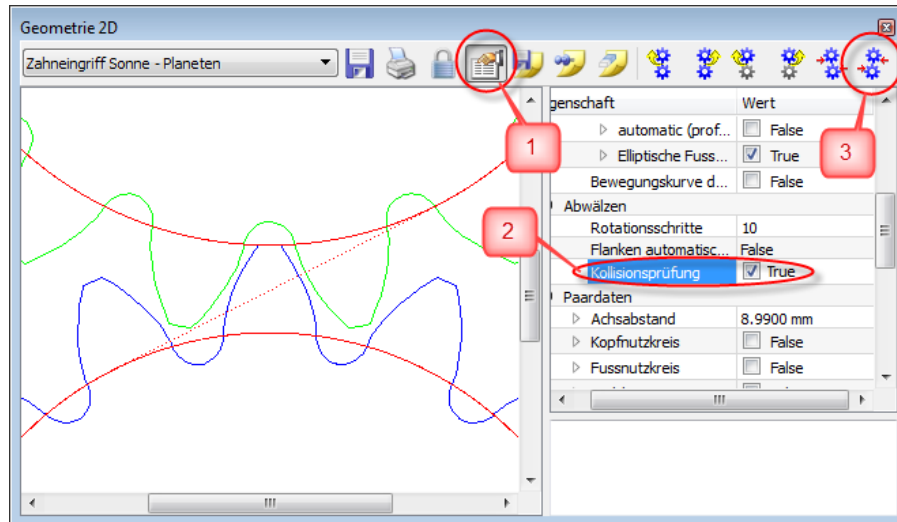 Geometrie 2D
Zahneingriff Sonne - Planeten
1
2
3
genschaft Wert
automatic (prof... False
Elliptische Fuss... True
Bewegungskurve d... False
Abwälzen
Rotationsschritte 10
Flanken automatisc... False
Kollisionsprüfung True
Paardaten
Achsabstand 8.9900 mm
Kopfnutzkreis False
Fussnutzkreis False